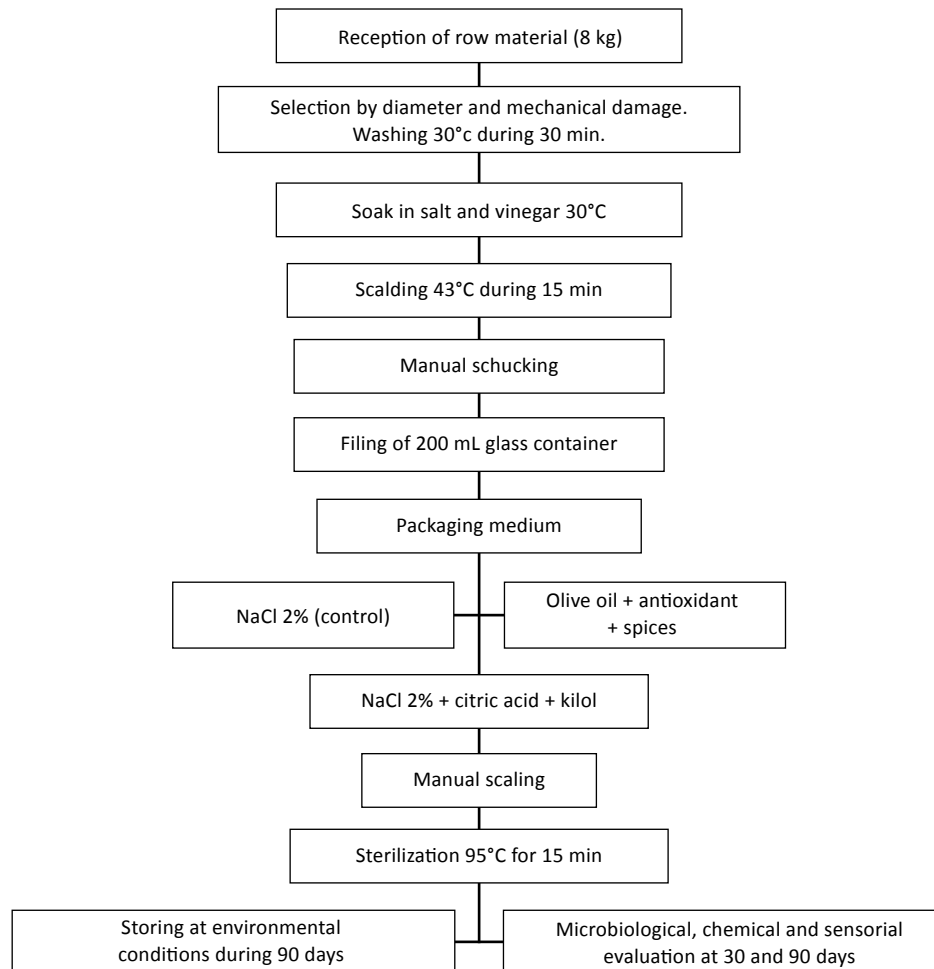 Reception of row material (8 kg)
Selection by diameter and mechanical damage.
Washing 30°c during 30 min.
Soak in salt and vinegar 30°C
Scalding 43°C during 15 min
Manual schucking
Filing of 200 mL glass container
Packaging medium
NaCl 2% (control)
Olive oil + antioxidant
+ spices
NaCl 2% + citric acid + kilol
Manual scaling
Sterilization 95°C for 15 min
Storing at environmental
conditions during 90 days
Microbiological, chemical and sensorial
evaluation at 30 and 90 days